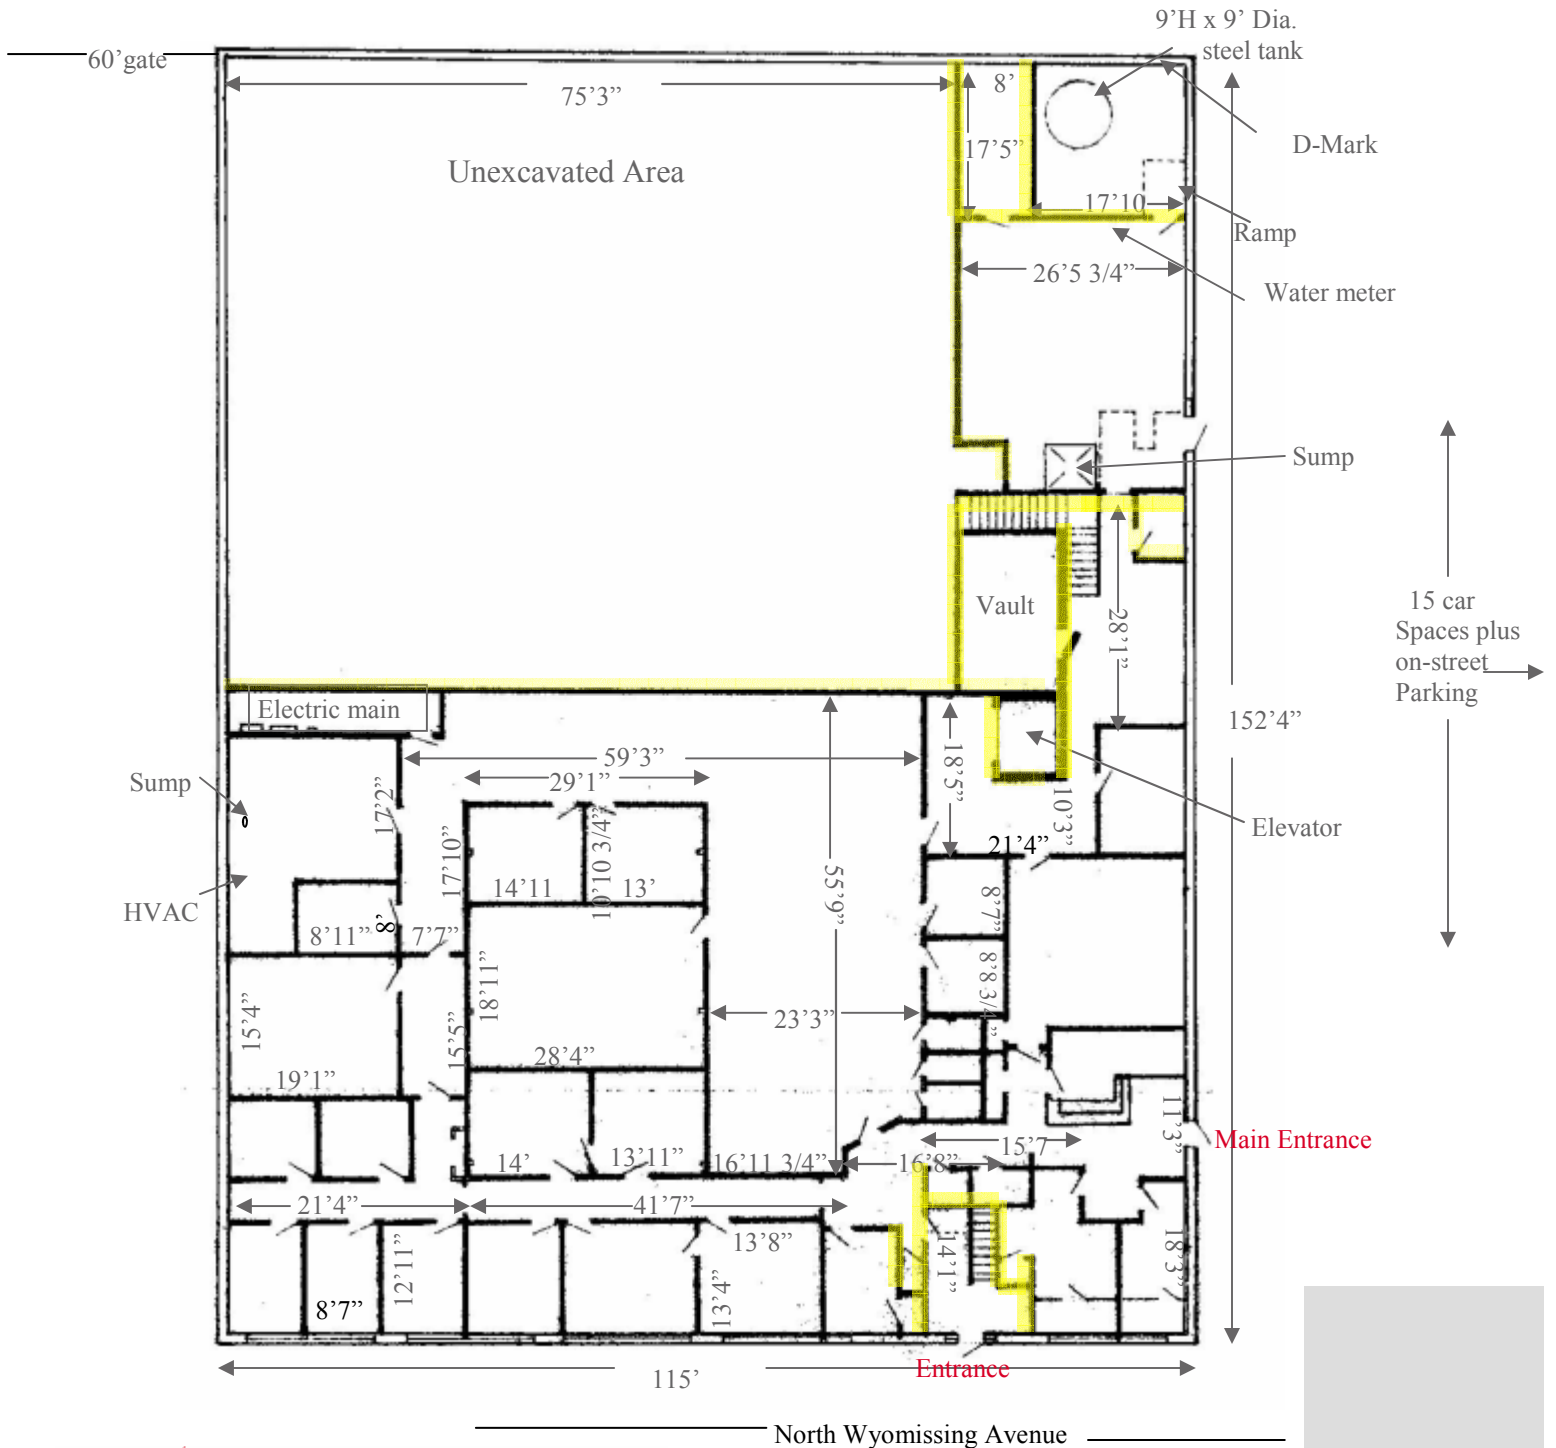 9’H x 9’ Dia.
steel tank
60’gate
75’3”
8’
D-Mark
17’5”
Unexcavated Area
17’10
Ramp
26’5 3/4”
Water meter
Sump
Vault
28’1”
15 car
Spaces plus
on-street
Parking
Electric main
152’4”
59’3”
18’5”
29’1”
Sump
17’2”
10’3”
Elevator
17’10”
10’10 3/4”
21’4”
14’11
13’
55’9”
8’7”
HVAC
8’11”
8’
7’7”
18’11”
8’8 3/4”
15’4”
23’3”
15’5”
28’4”
19’1”
11’3”
Main Entrance
15’7
14’
13’11”
16’11 3/4”
16’8”
21’4”
41’7”
13’8”
14’1”
18’3”
12’11”
13’4”
8’7”
Entrance
115’
North Wyomissing Avenue